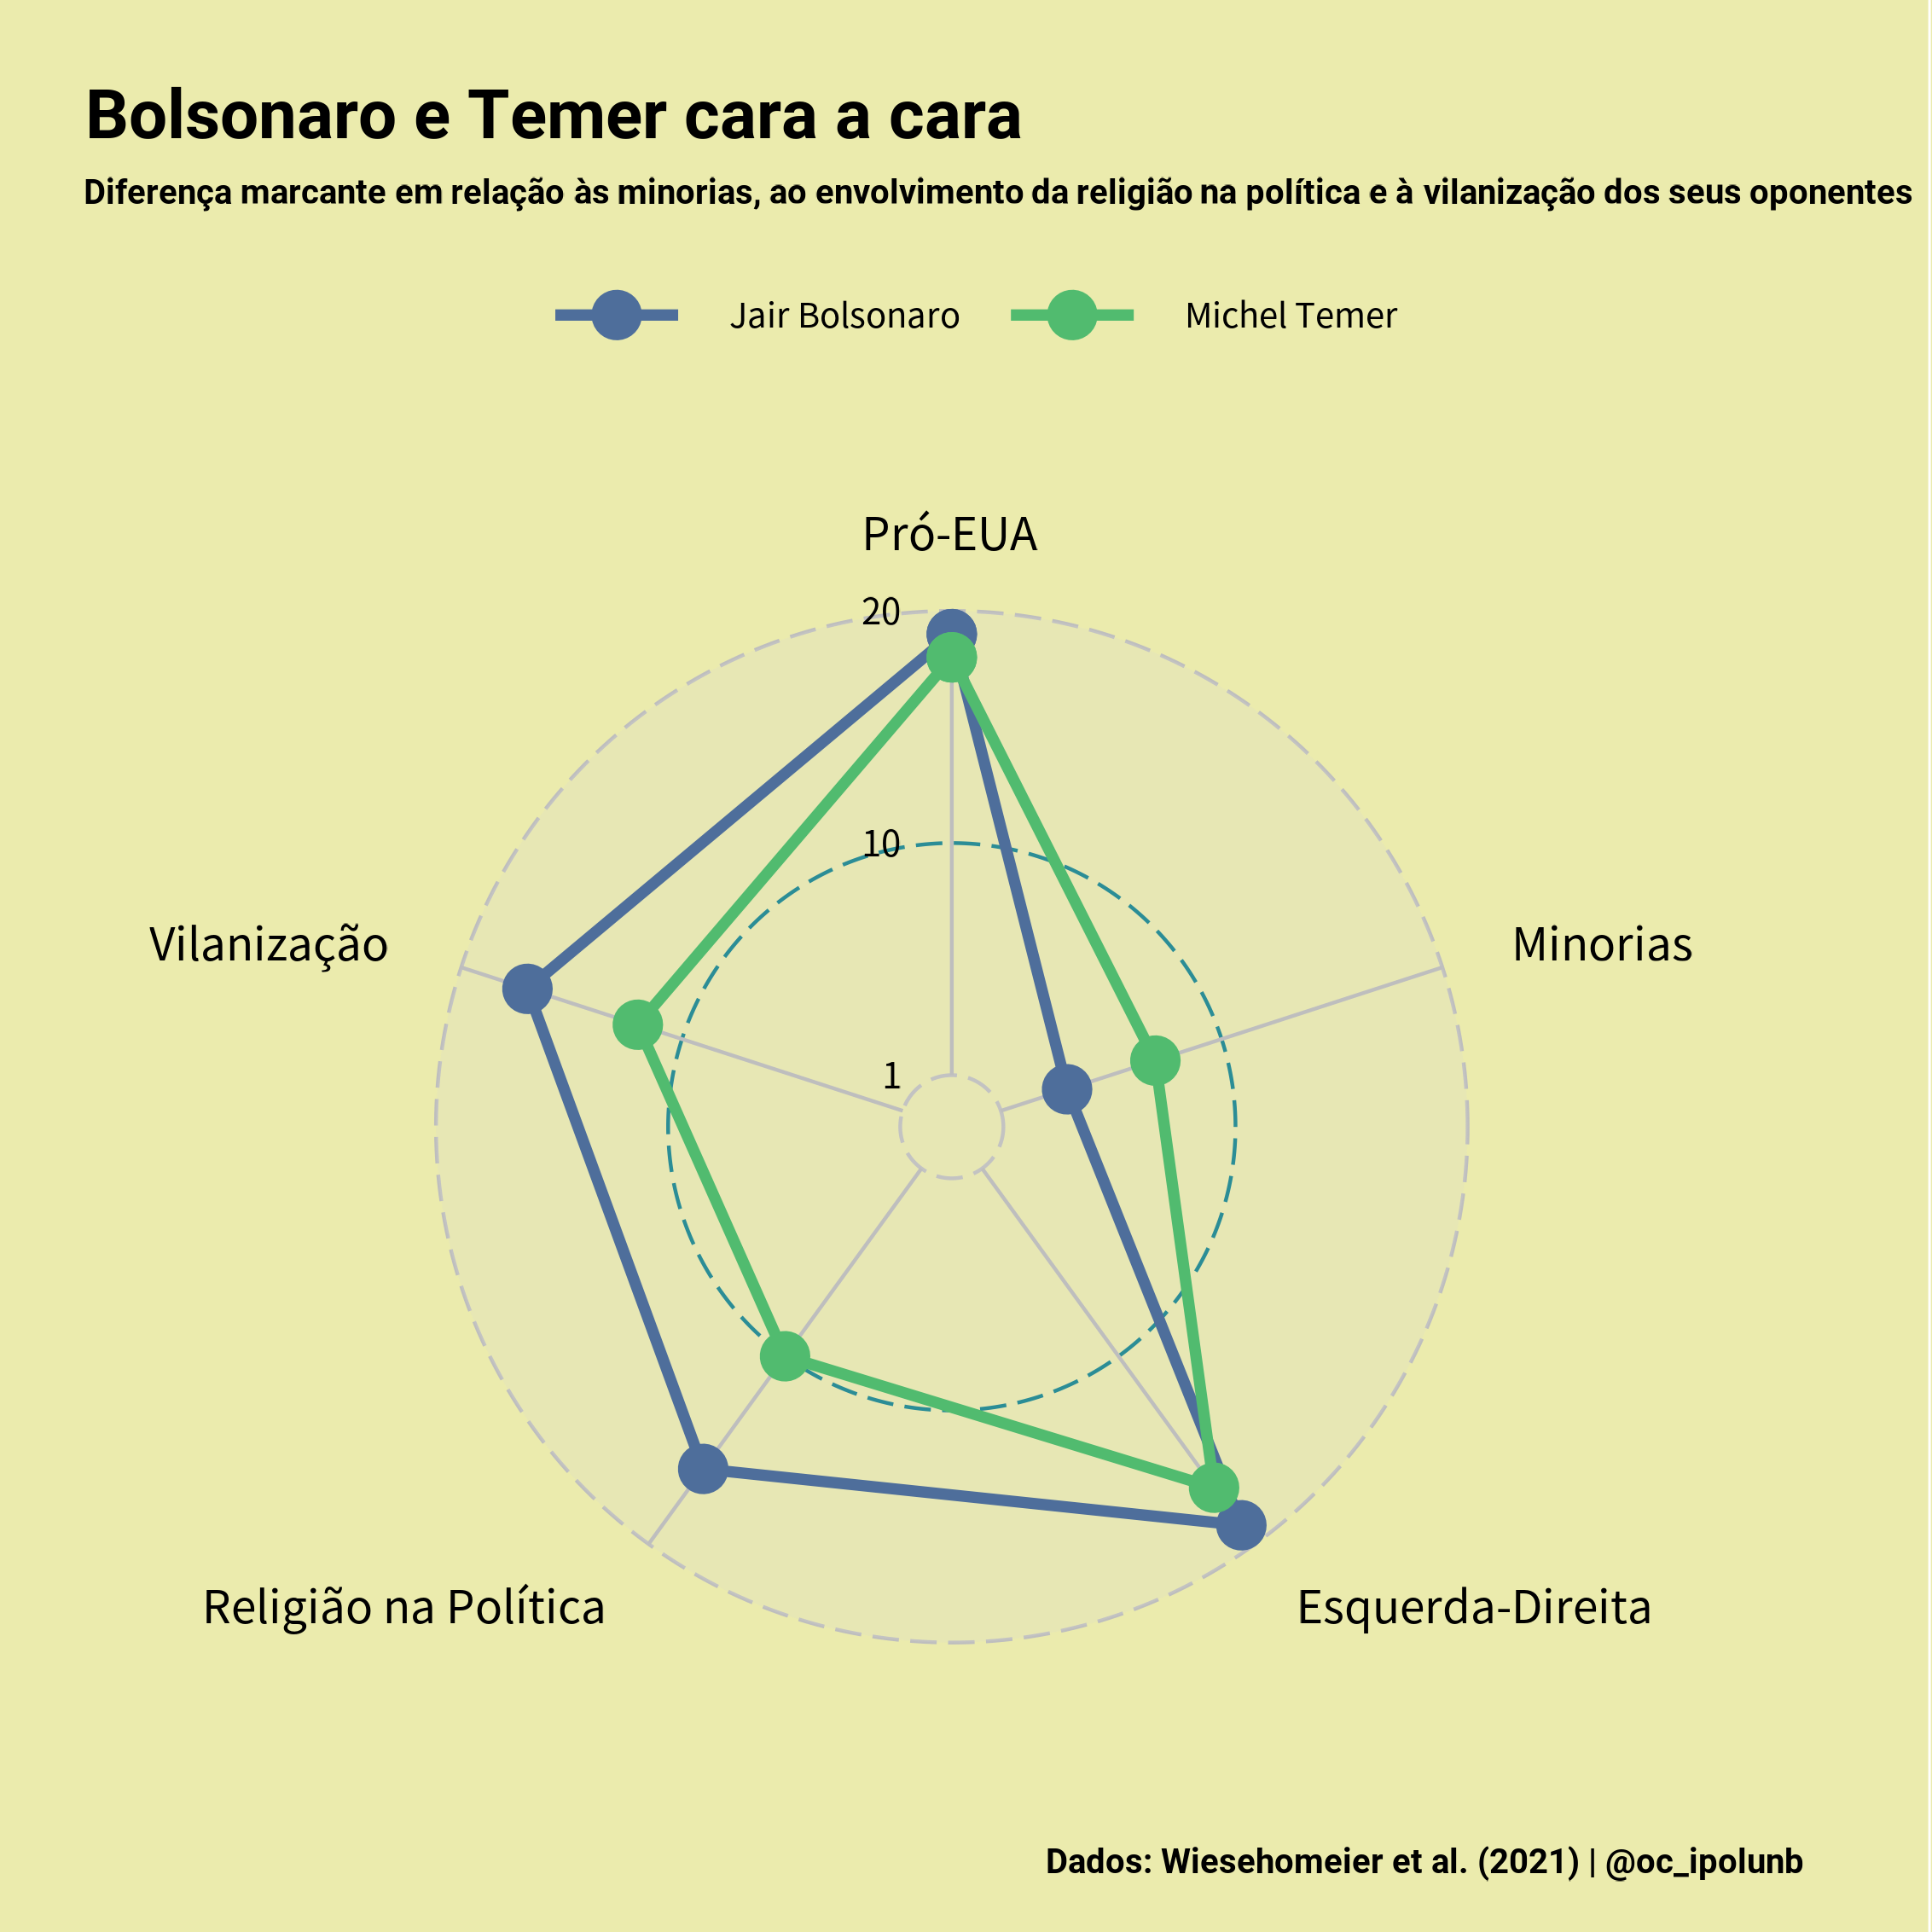 Bolsonaro e Temer cara a cara
Diferença marcante em relação às minorias, ao envolvimento da religião na política e à vilanização dos seus oponentes
Jair Bolsonaro
Michel Temer
Pró-EUA
20
10
1
Vilanização
Minorias
Religião na Política
Esquerda-Direita
Dados: Wiesehomeier et al. (2021) | @oc_ipolunb